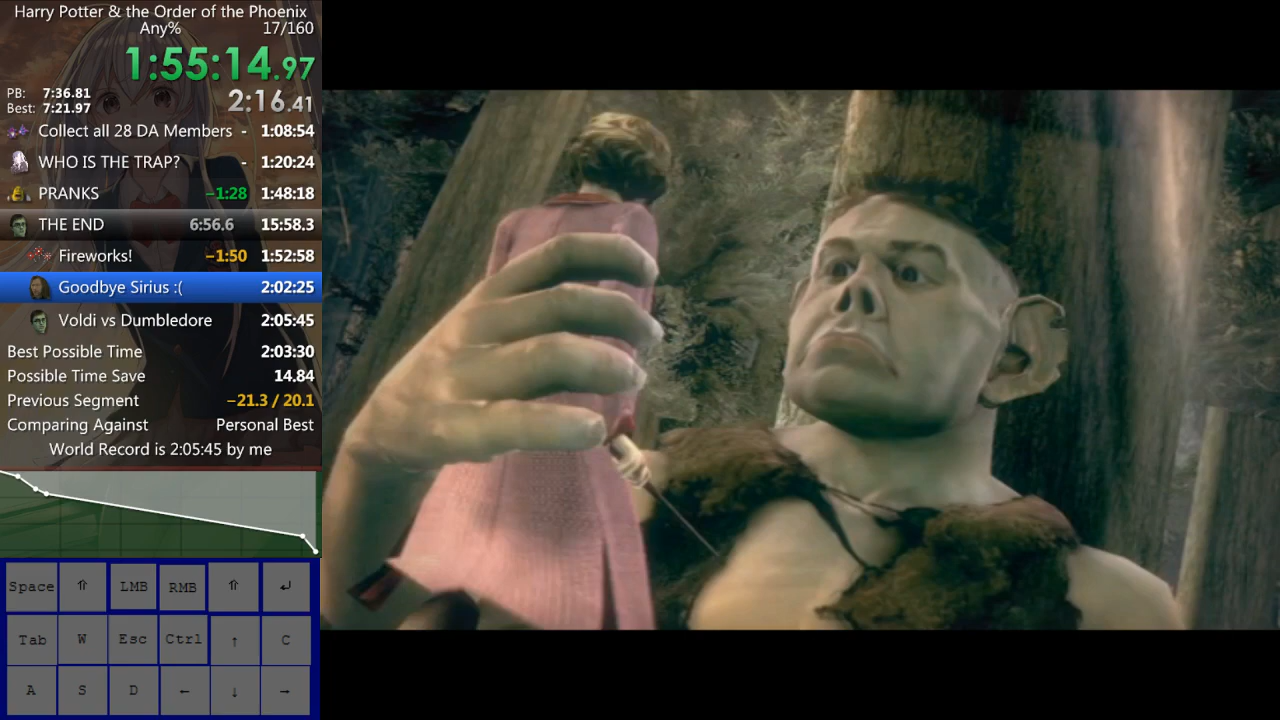 Harry Potter & the Order of the Phoenix
Any% 17/160
1:55:14.97
PB: 7:36.81
Best: 7:21.97
2:16.41
Collect all 28 DA Members - 1:08:54
WHO IS THE TRAP? - 1:20:24
PRANKS −1:28 1:48:18
THE END 6:56.6 15:58.3
Fireworks! −1:50 1:52:58
Goodbye Sirius :( 2:02:25
Voldi vs Dumbledore 2:05:45
Best Possible Time 2:03:30
Possible Time Save 14.84
Previous Segment −21.3 / 20.1
Comparing Against Personal Best
World Record is 2:05:45 by me
Space ⇧ LMB RMB ⇧ ↲
Tab W Esc Ctrl ↑ C
A S D ← ↓ →